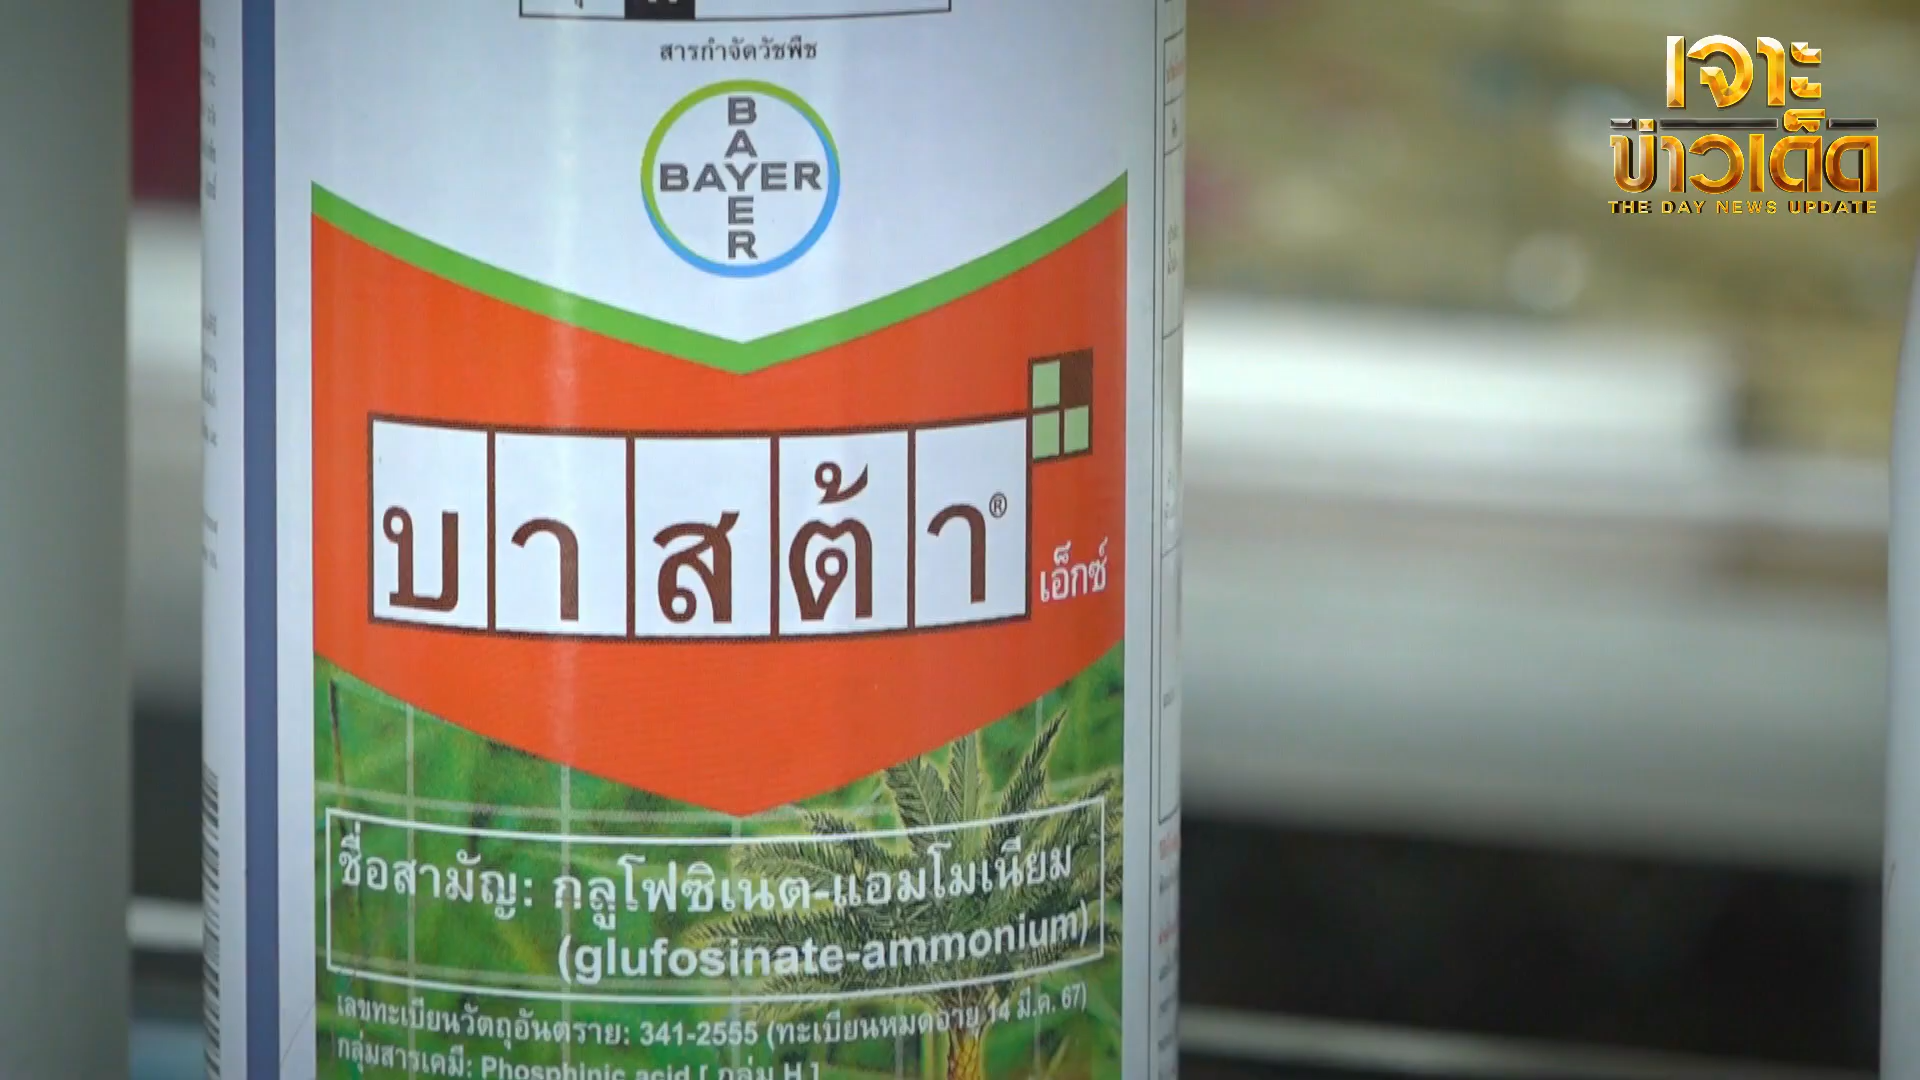 สารกำจัดวัชพืช
BAYER
BAYER
บาสต้า®
เอ็กซ์
ชื่อสามัญ: กลูโฟซิเนต-แอมโมเนียม
(glufosinate-ammonium)
เลขทะเบียนวัตถุอันตราย: 341-2555 (ทะเบียนหมดอายุ 14 มี.ค. 67)
กลุ่มสารเคมี: Phosphinic acid [ กลุ่ม H ]
เจาะ
ข่าวเด็ด
THE DAY NEWS UPDATE